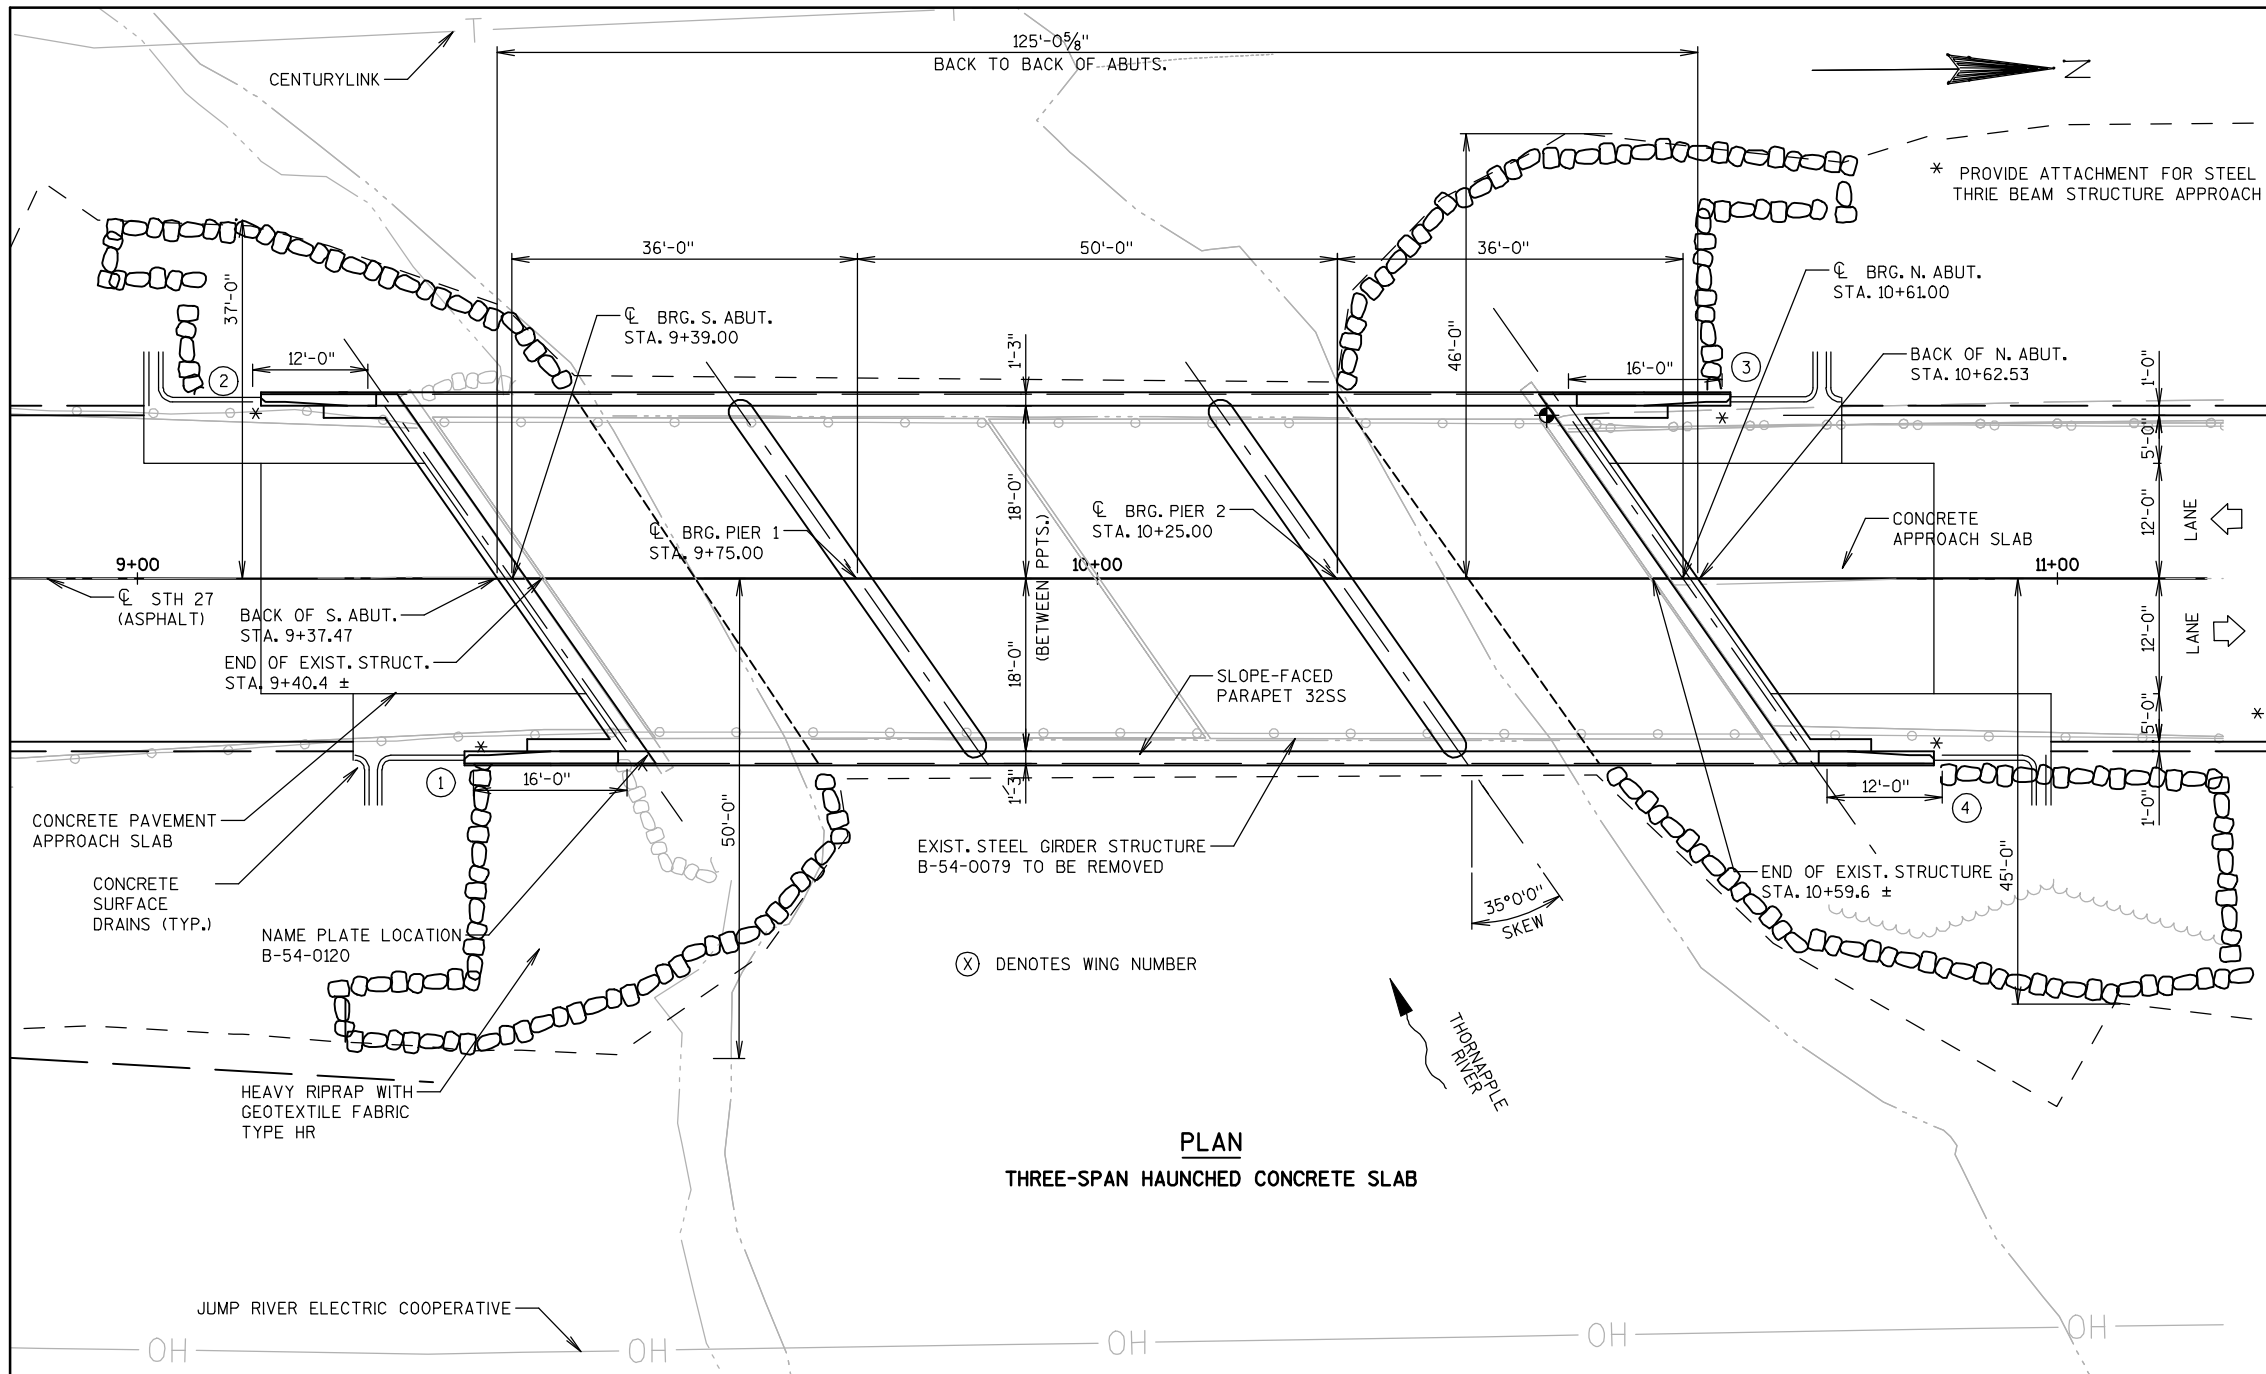 T
125'-0⅝"
BACK TO BACK OF ABUTS.
CENTURYLINK
N
* PROVIDE ATTACHMENT FOR STEEL
THRIE BEAM STRUCTURE APPROACH
36'-0"
50'-0"
36'-0"
37'-0"
46'-0"
℄ BRG. S. ABUT.
STA. 9+39.00
℄ BRG. N. ABUT.
STA. 10+61.00
12'-0"
2
1'-3"
16'-0"
3
BACK OF N. ABUT.
STA. 10+62.53
1'-0"
*
*
5'-0"
18'-0"
(BETWEEN PPTS.)
℄ BRG. PIER 1
STA. 9+75.00
℄ BRG. PIER 2
STA. 10+25.00
CONCRETE
APPROACH SLAB
12'-0"
LANE
9+00
10+00
11+00
℄ STH 27
(ASPHALT)
BACK OF S. ABUT.
STA. 9+37.47
END OF EXIST. STRUCT.
STA. 9+40.4 ±
18'-0"
SLOPE-FACED
PARAPET 32SS
12'-0"
LANE
5'-0"
*
*
*
1
16'-0"
1'-3"
12'-0"
4
1'-0"
CONCRETE PAVEMENT
APPROACH SLAB
50'-0"
EXIST. STEEL GIRDER STRUCTURE
B-54-0079 TO BE REMOVED
END OF EXIST. STRUCTURE
STA. 10+59.6 ±
45'-0"
CONCRETE
SURFACE
DRAINS (TYP.)
35°0'0"
SKEW
NAME PLATE LOCATION
B-54-0120
X DENOTES WING NUMBER
THORNAPPLE
RIVER
HEAVY RIPRAP WITH
GEOTEXTILE FABRIC
TYPE HR
PLAN
THREE-SPAN HAUNCHED CONCRETE SLAB
JUMP RIVER ELECTRIC COOPERATIVE
OH
OH
OH
OH
OH